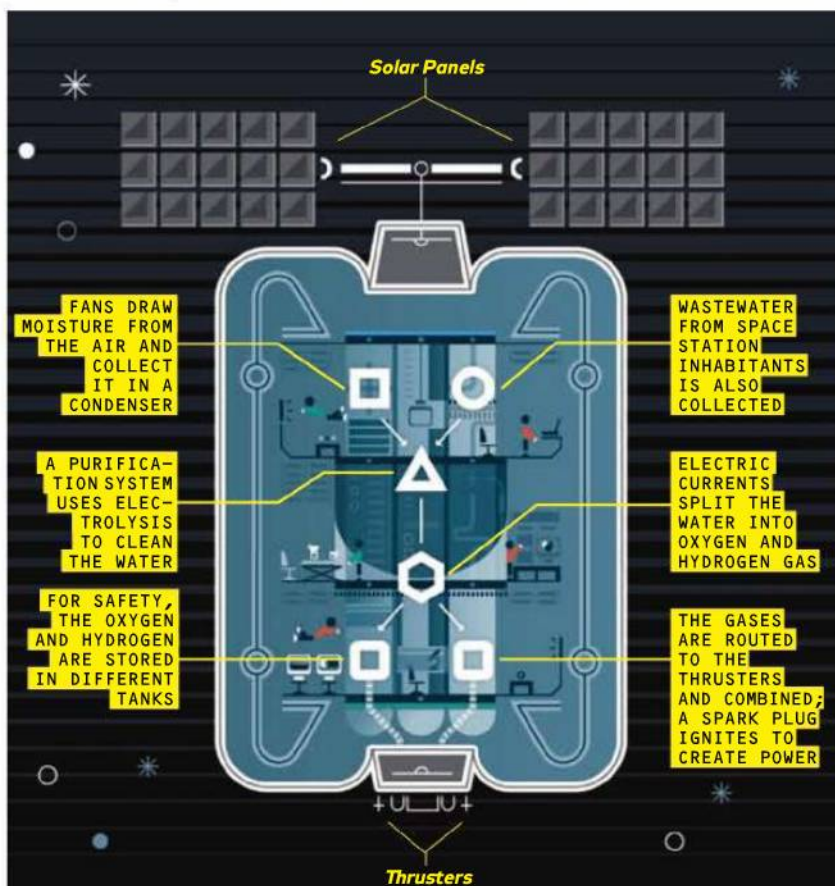 Solar Panels
FANS DRAW
MOISTURE FROM
THE AIR AND
COLLECT
IT IN A
CONDENSER
WASTEWATER
FROM SPACE
STATION
INHABITANTS
IS ALSO
COLLECTED
A PURIFICA-
TION SYSTEM
USES ELEC-
TROLYSIS
TO CLEAN
THE WATER
ELECTRIC
CURRENTS
SPLIT THE
WATER INTO
OXYGEN AND
HYDROGEN GAS
FOR SAFETY,
THE OXYGEN
AND HYDROGEN
ARE STORED
IN DIFFERENT
TANKS
THE GASES
ARE ROUTED
TO THE
THRUSTERS
AND COMBINED;
A SPARK PLUG
IGNITES TO
CREATE POWER
Thrusters